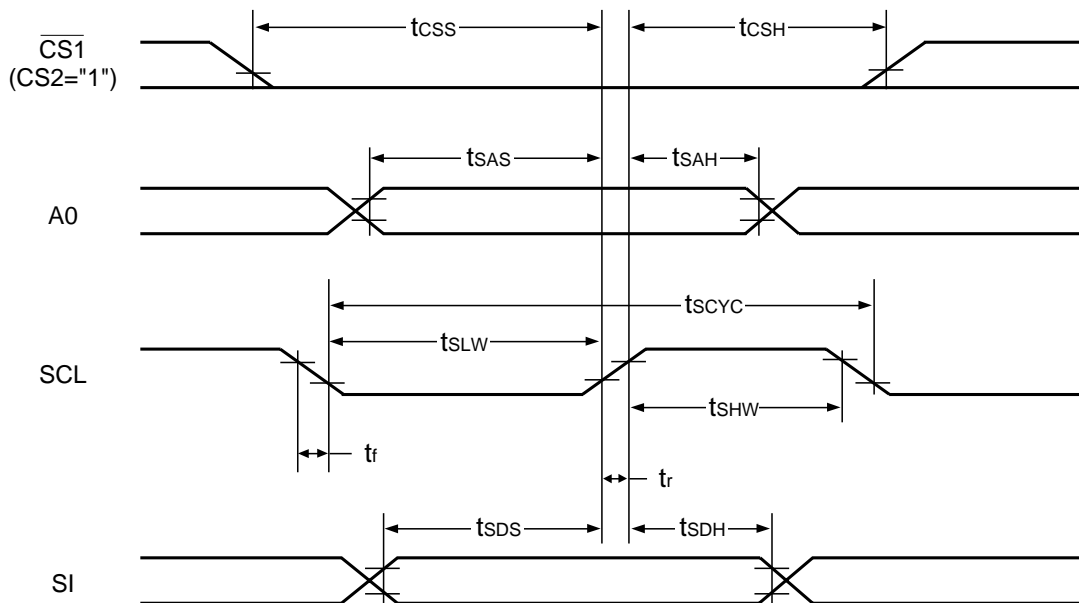 tCSS
tCSH
CS1
(CS2="1")
tSAS
tSAH
A0
tSCYC
tSLW
SCL
tSHW
tf
tr
tSDS
tSDH
SI